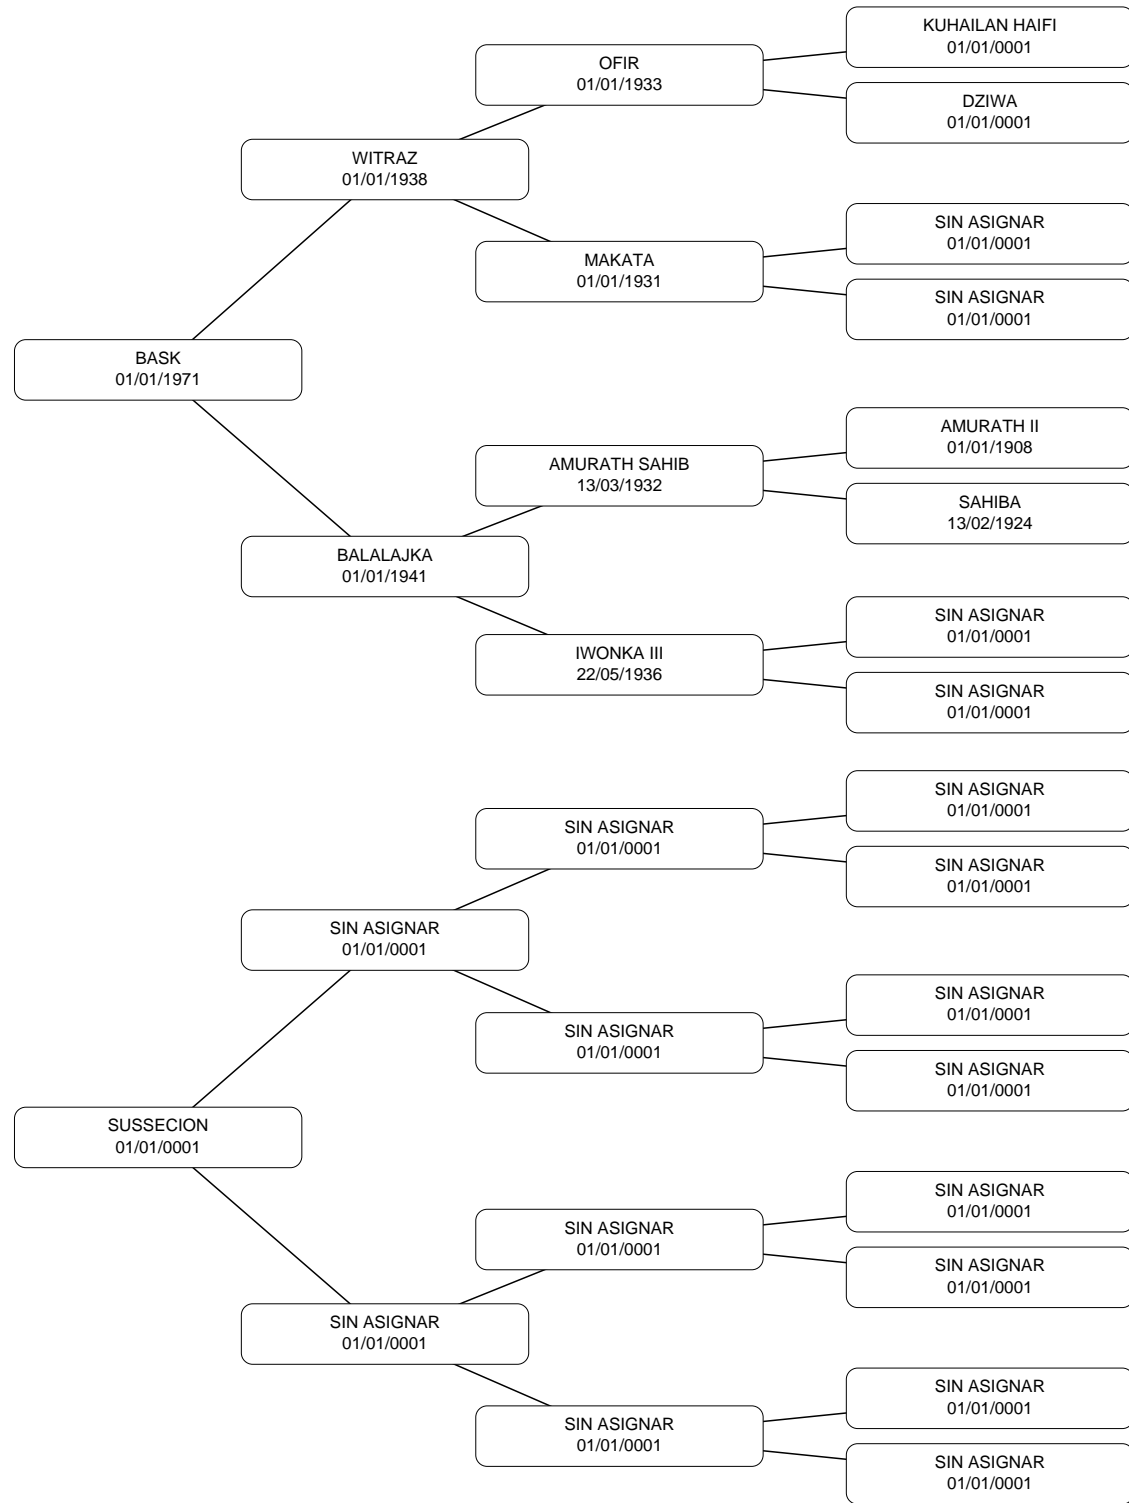 KUHAILAN HAIFI
01/01/0001
OFIR
01/01/1933
DZIWA
01/01/0001
WITRAZ
01/01/1938
SIN ASIGNAR
01/01/0001
MAKATA
01/01/1931
SIN ASIGNAR
01/01/0001
BASK
01/01/1971
AMURATH II
01/01/1908
AMURATH SAHIB
13/03/1932
SAHIBA
13/02/1924
BALALAJKA
01/01/1941
SIN ASIGNAR
01/01/0001
IWONKA III
22/05/1936
SIN ASIGNAR
01/01/0001
SIN ASIGNAR
01/01/0001
SIN ASIGNAR
01/01/0001
SIN ASIGNAR
01/01/0001
SIN ASIGNAR
01/01/0001
SIN ASIGNAR
01/01/0001
SIN ASIGNAR
01/01/0001
SIN ASIGNAR
01/01/0001
SUSSECION
01/01/0001
SIN ASIGNAR
01/01/0001
SIN ASIGNAR
01/01/0001
SIN ASIGNAR
01/01/0001
SIN ASIGNAR
01/01/0001
SIN ASIGNAR
01/01/0001
SIN ASIGNAR
01/01/0001
SIN ASIGNAR
01/01/0001